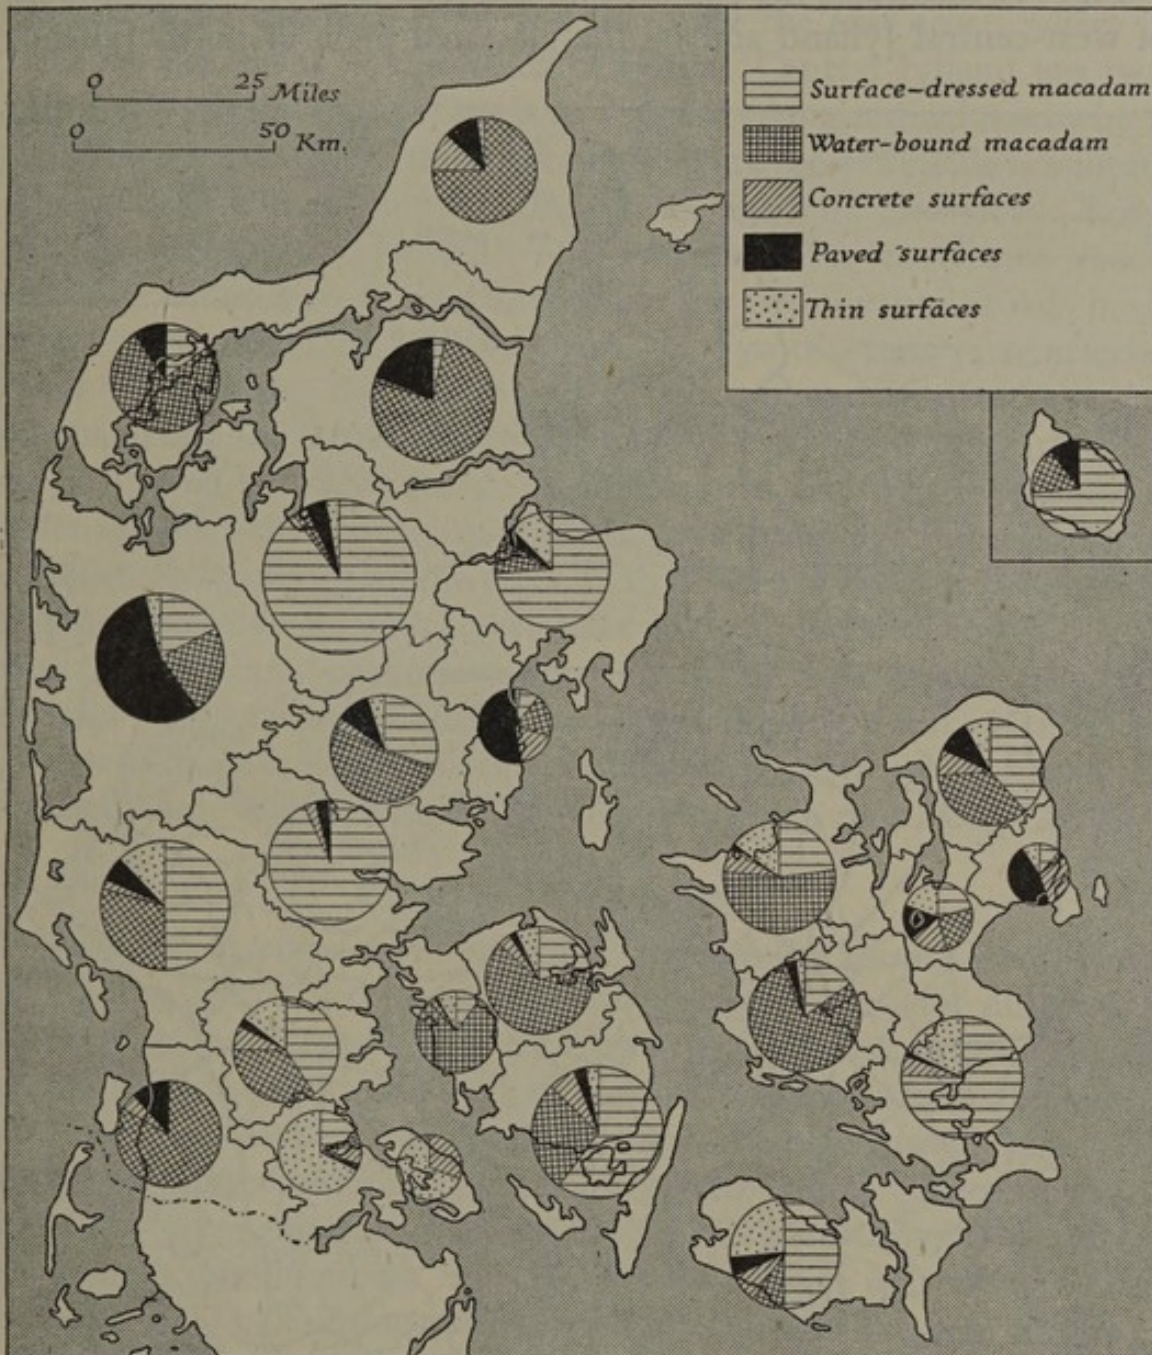 0 25 Miles
0 50 Km.
Surface-dressed macadam
Water-bound macadam
Concrete surfaces
Paved surfaces
Thin surfaces